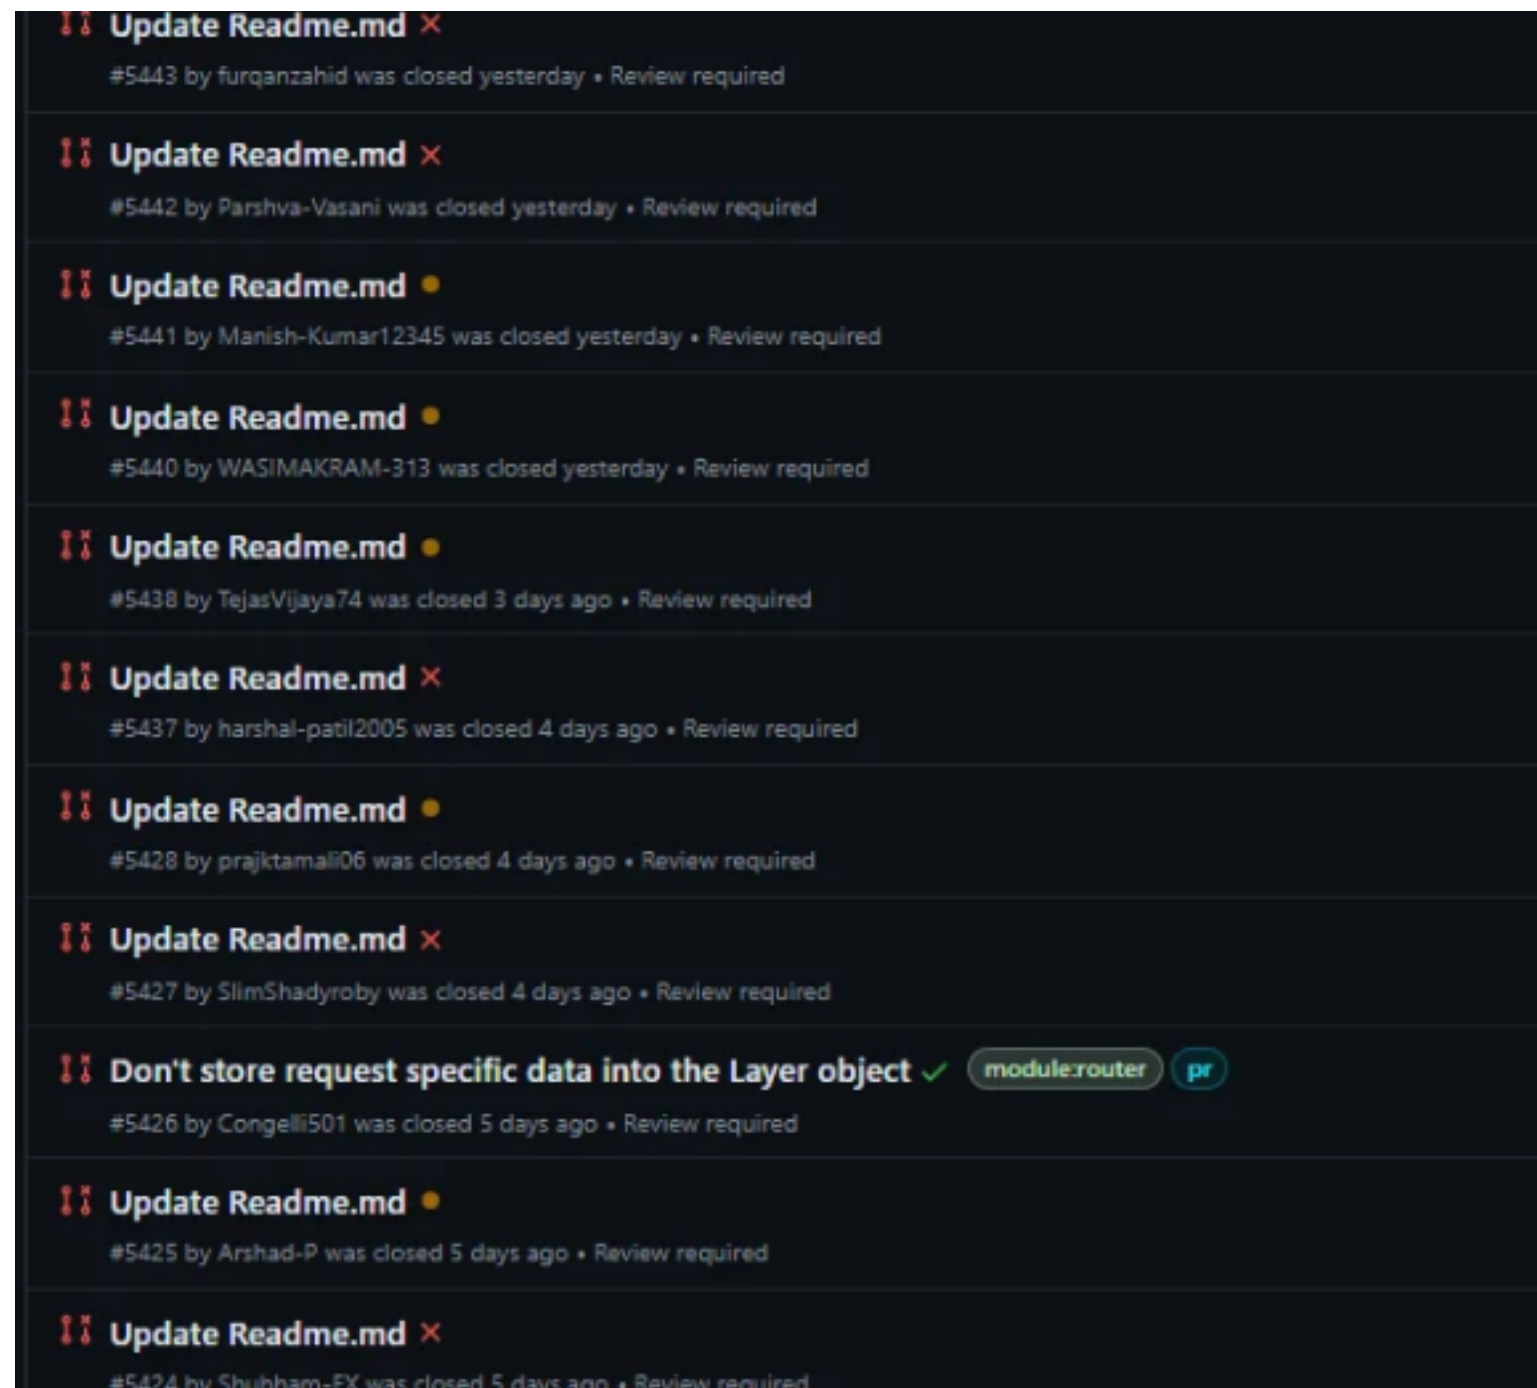 Update Readme.md
#5443 by furqanzahid was closed yesterday • Review required
Update Readme.md
#5442 by Parshva-Vasani was closed yesterday • Review required
Update Readme.md
#5441 by Manish-Kumar12345 was closed yesterday • Review required
Update Readme.md
#5440 by WASIMAKRAM-313 was closed yesterday • Review required
Update Readme.md
#5438 by TejasVijaya74 was closed 3 days ago • Review required
Update Readme.md
#5437 by harshal-patil2005 was closed 4 days ago • Review required
Update Readme.md
#5428 by prajktamali06 was closed 4 days ago • Review required
Update Readme.md
#5427 by SlimShadyroby was closed 4 days ago • Review required
Don't store request specific data into the Layer object module:router pr
#5426 by Congelli501 was closed 5 days ago • Review required
Update Readme.md
#5425 by Arshad-P was closed 5 days ago • Review required
Update Readme.md
#5424 by Shubham-FX was closed 5 days ago • Review required